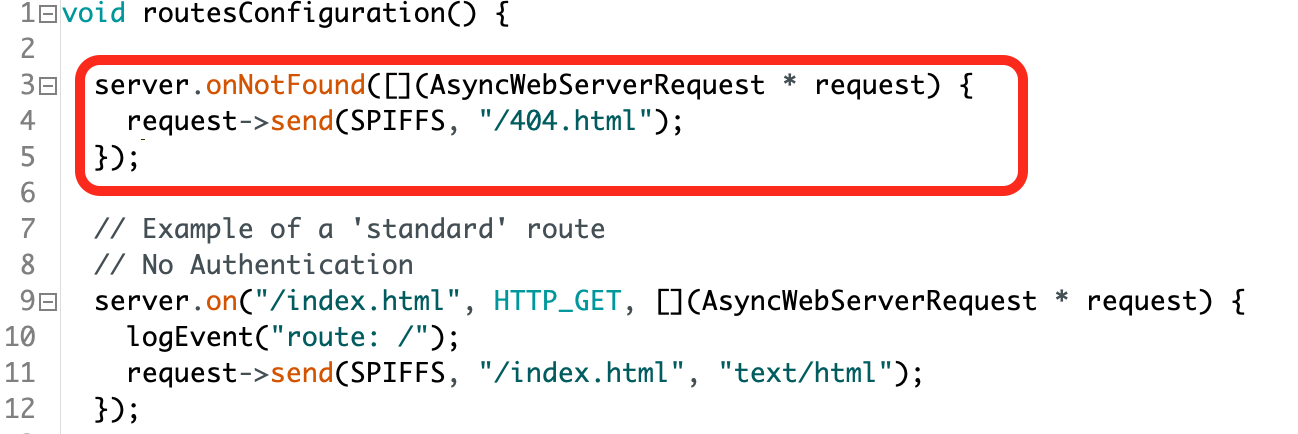 1 void routesConfiguration() {
2
3 server.onNotFound([](AsyncWebServerRequest * request) {
4 request->send(SPIFFS, "/404.html");
5 });
6
7 // Example of a 'standard' route
8 // No Authentication
9 server.on("/index.html", HTTP_GET, [](AsyncWebServerRequest * request) {
10 logEvent("route: /");
11 request->send(SPIFFS, "/index.html", "text/html");
12 });